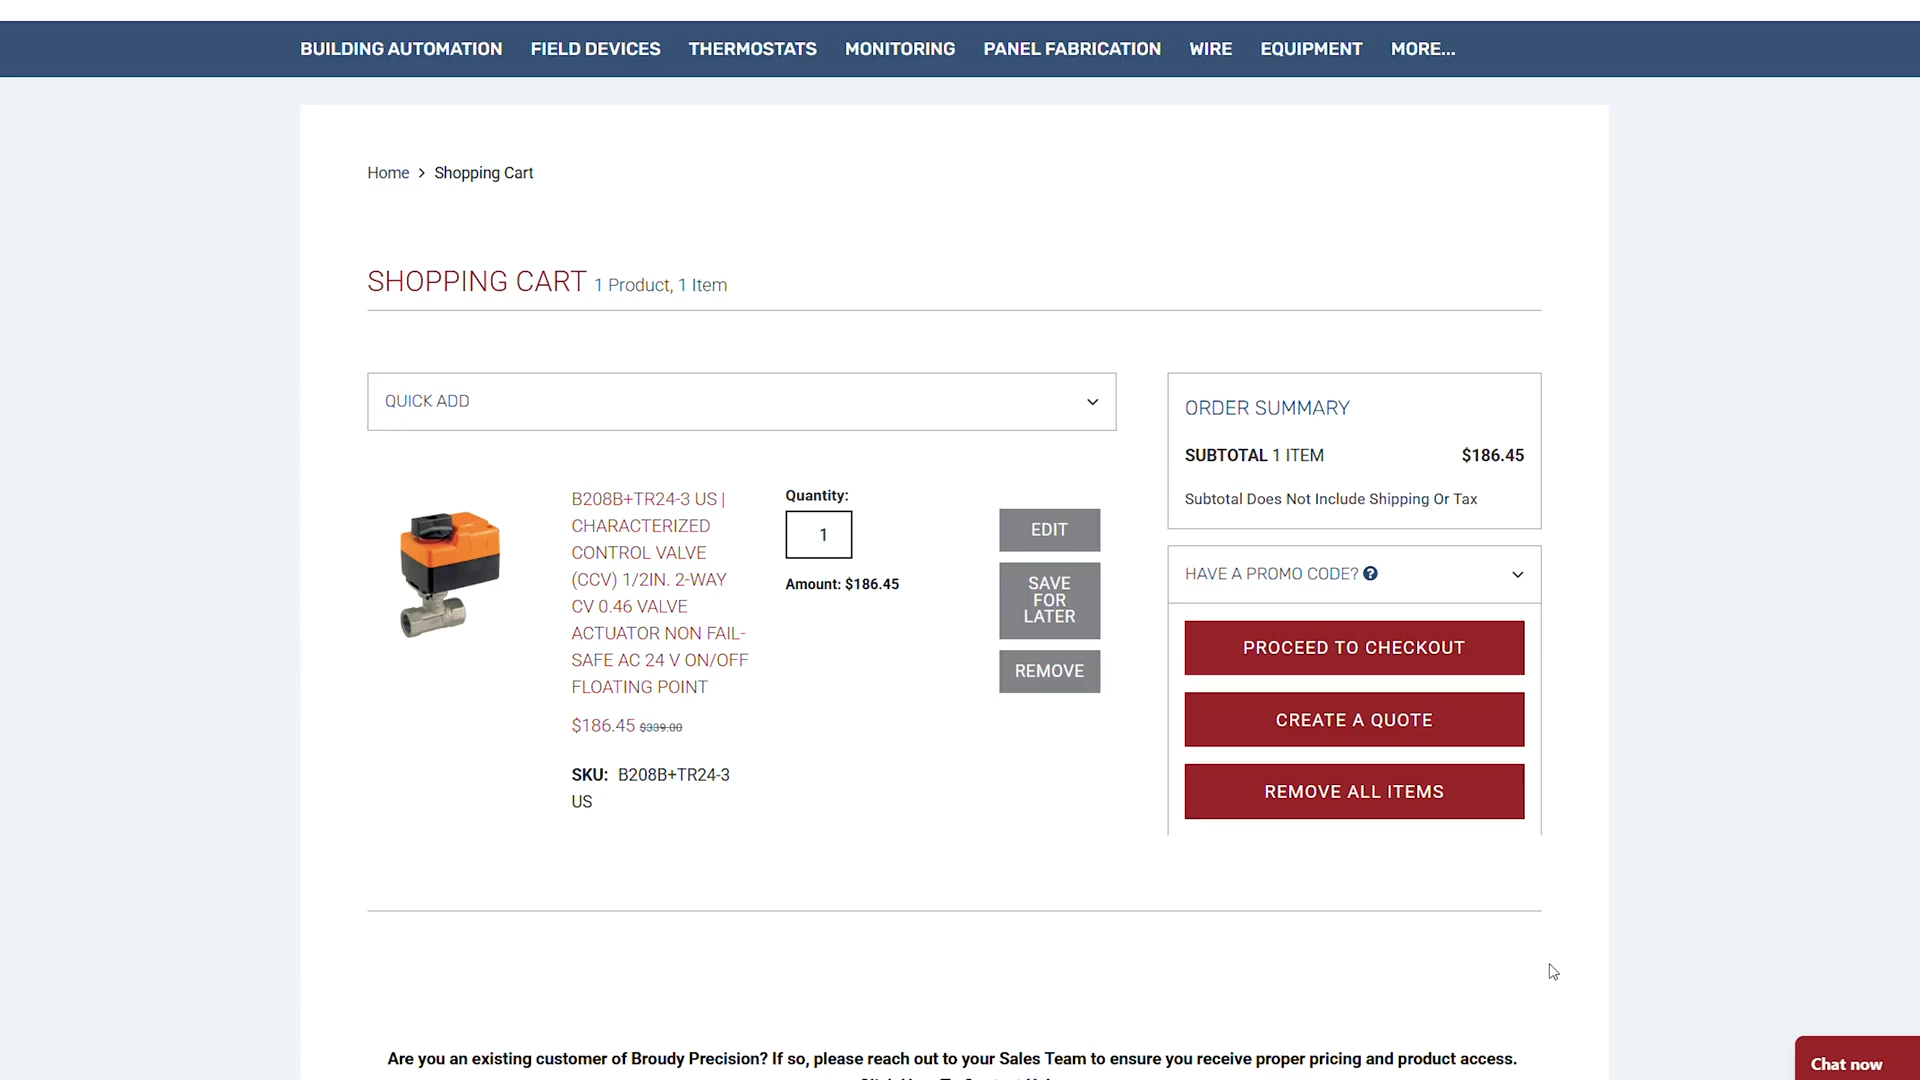 BUILDING AUTOMATION FIELD DEVICES THERMOSTATS MONITORING PANEL FABRICATION WIRE EQUIPMENT MORE...
Home > Shopping Cart
SHOPPING CART 1 Product, 1 Item
QUICK ADD
B208B+TR24-3 US |
CHARACTERIZED
CONTROL VALVE
(CCV) 1/2IN. 2-WAY
CV 0.46 VALVE
ACTUATOR NON FAIL-
SAFE AC 24 V ON/OFF
FLOATING POINT
$186.45 $339.00
SKU: B208B+TR24-3
US
Quantity:
1
Amount: $186.45
EDIT
SAVE
FOR
LATER
REMOVE
ORDER SUMMARY
SUBTOTAL 1 ITEM $186.45
Subtotal Does Not Include Shipping Or Tax
HAVE A PROMO CODE? ?
PROCEED TO CHECKOUT
CREATE A QUOTE
REMOVE ALL ITEMS
Are you an existing customer of Broudy Precision? If so, please reach out to your Sales Team to ensure you receive proper pricing and product access.
Chat now